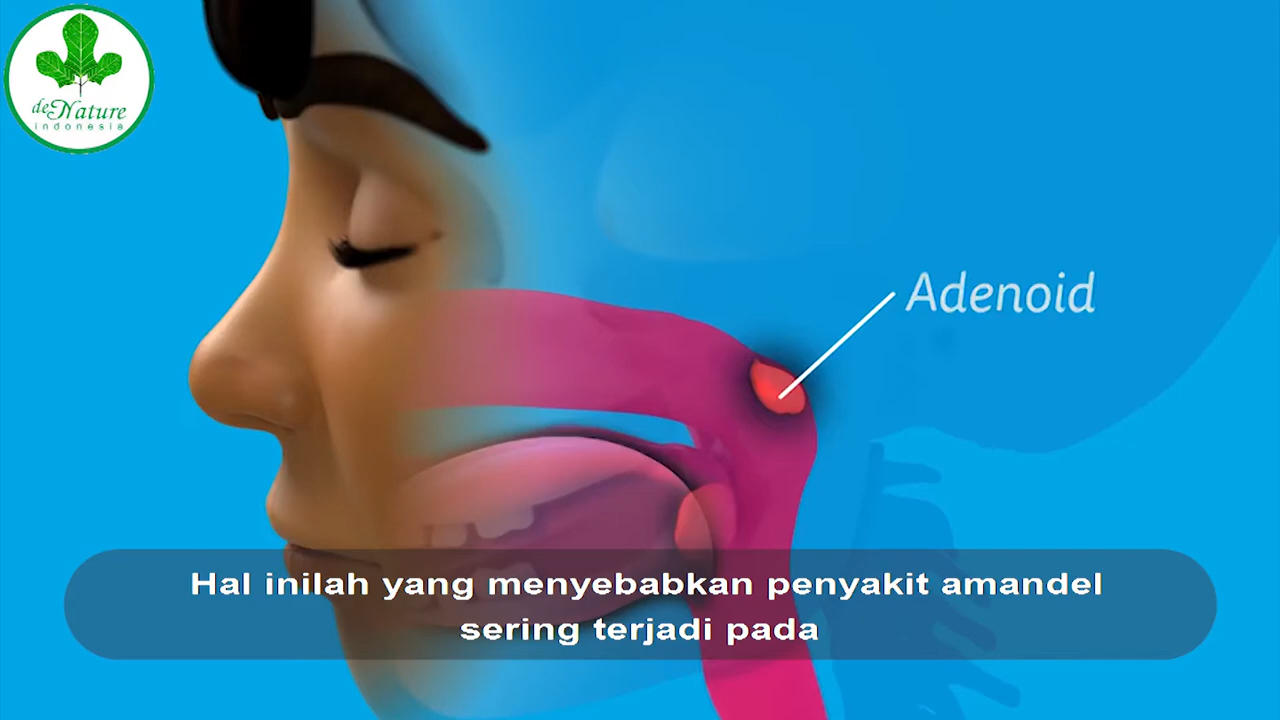 deNature
indonesia
Adenoid
Hal inilah yang menyebabkan penyakit amandel
sering terjadi pada